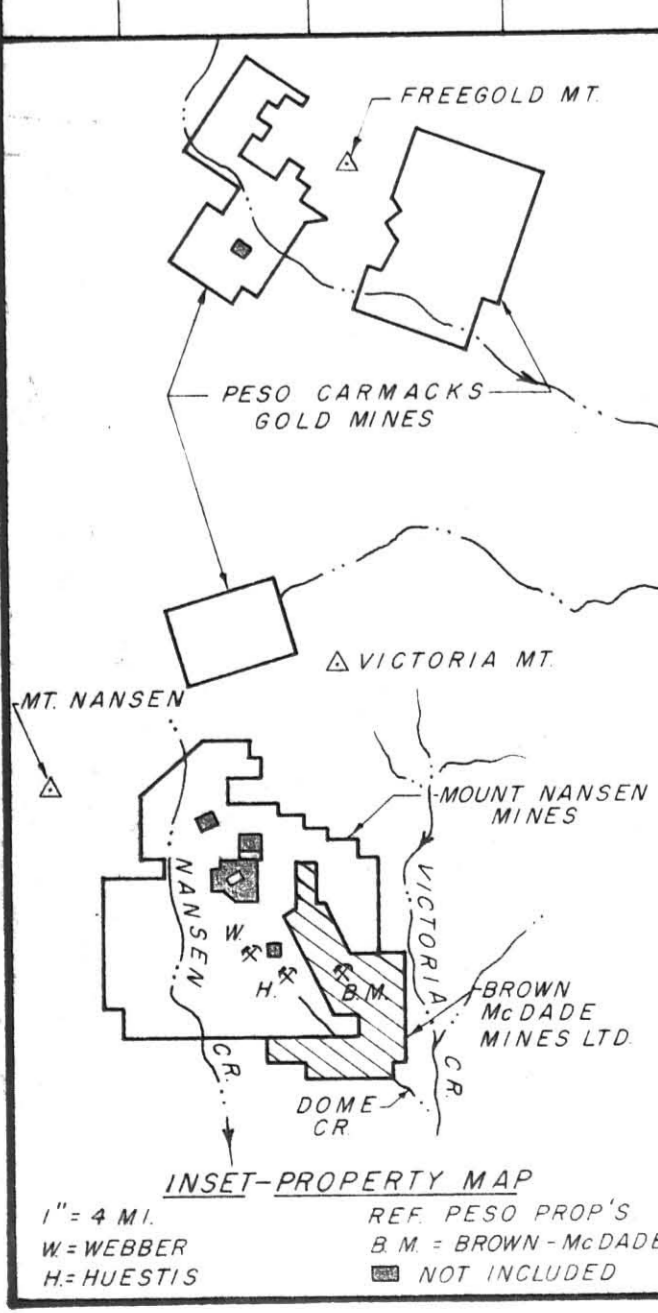 FREEGOLD MT.
PESO CARMACKS
GOLD MINES
VICTORIA MT.
MT. NANSEN
MOUNT NANSEN
MINES
NANSEN
CR.
VICTORIA
CR.
W.
H.
B.M.
BROWN
McDADE
MINES LTD.
DOME
CR.
INSET-PROPERTY MAP
1" = 4 MI.
REF. PESO PROP'S
W. = WEBBER
B.M. = BROWN-McDADE
H. = HUESTIS
NOT INCLUDED